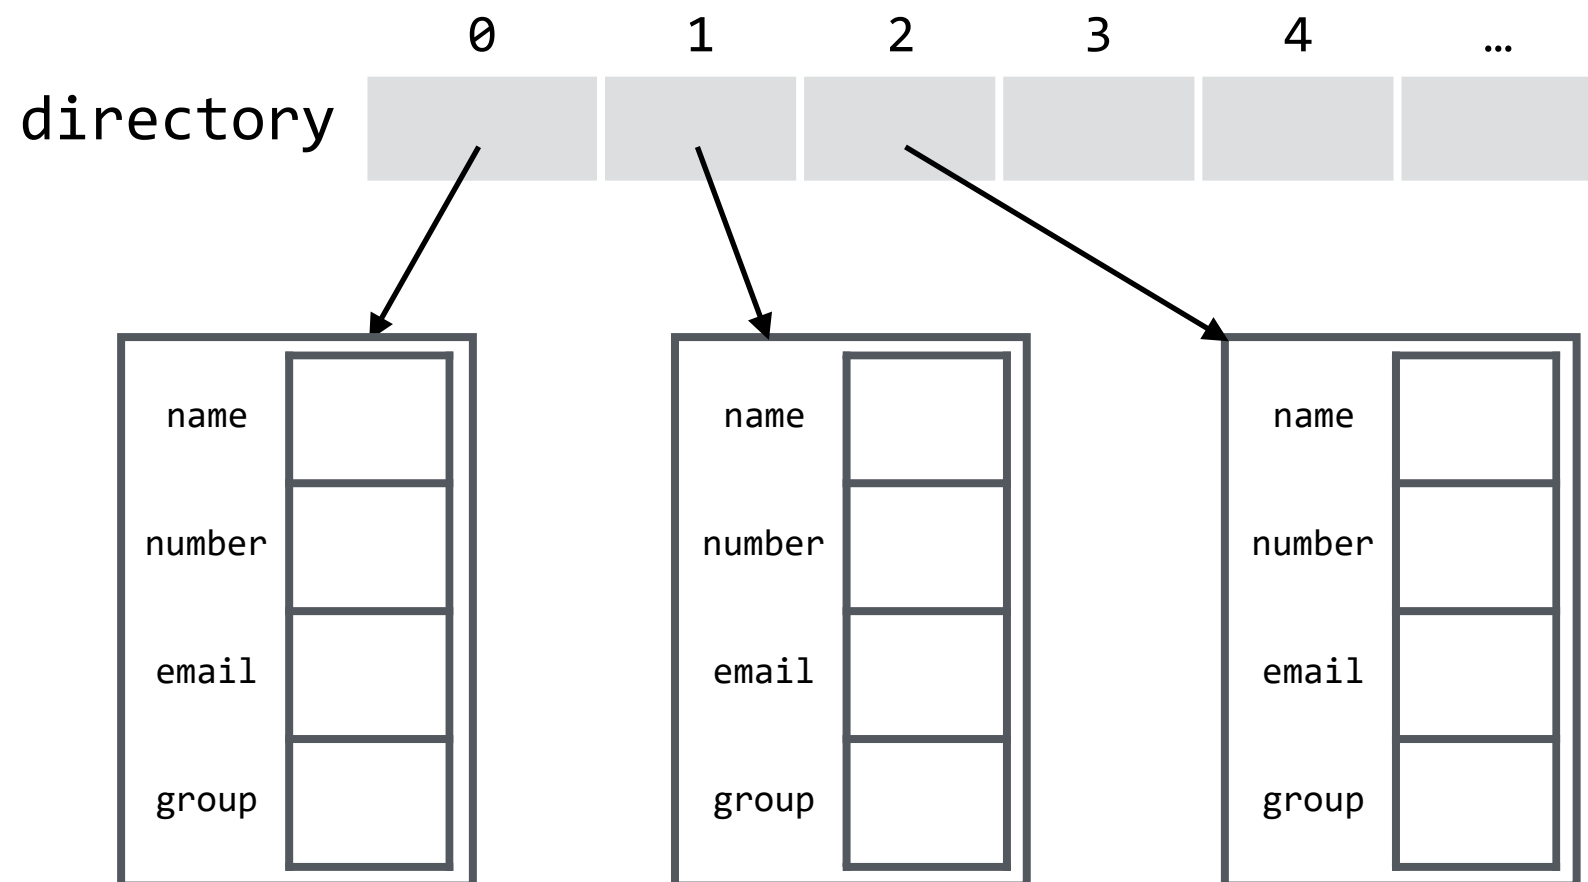 0 1 2 3 4 …
directory
name name name
number number number
email email email
group group group